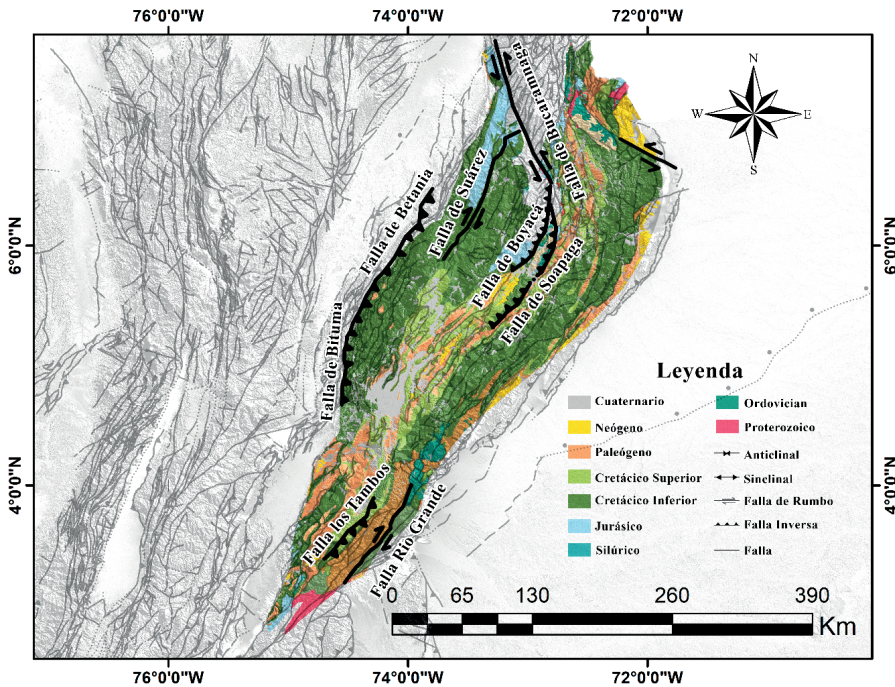 76°0'0"W 74°0'0"W 72°0'0"W
N
W E
S
Falla de Bucaramanga
Falla de Suárez
Falla de Betania
Falla de Boyaca
Falla de Soapaga
Falla de Bituma
6°0'0"N 6°0'0"N
Leyenda
Cuaternario
Neógeno
Paleógeno
Cretácico Superior
Cretácico Inferior
Jurásico
Silúrico
Ordovician
Proterozoico
Anticlinal
Sinclinal
Falla de Rumbo
Falla Inversa
Falla
4°0'0"N 4°0'0"N
Falla los Tambos
Falla Rio Grande
0 65 130 260 390
Km
76°0'0"W 74°0'0"W 72°0'0"W